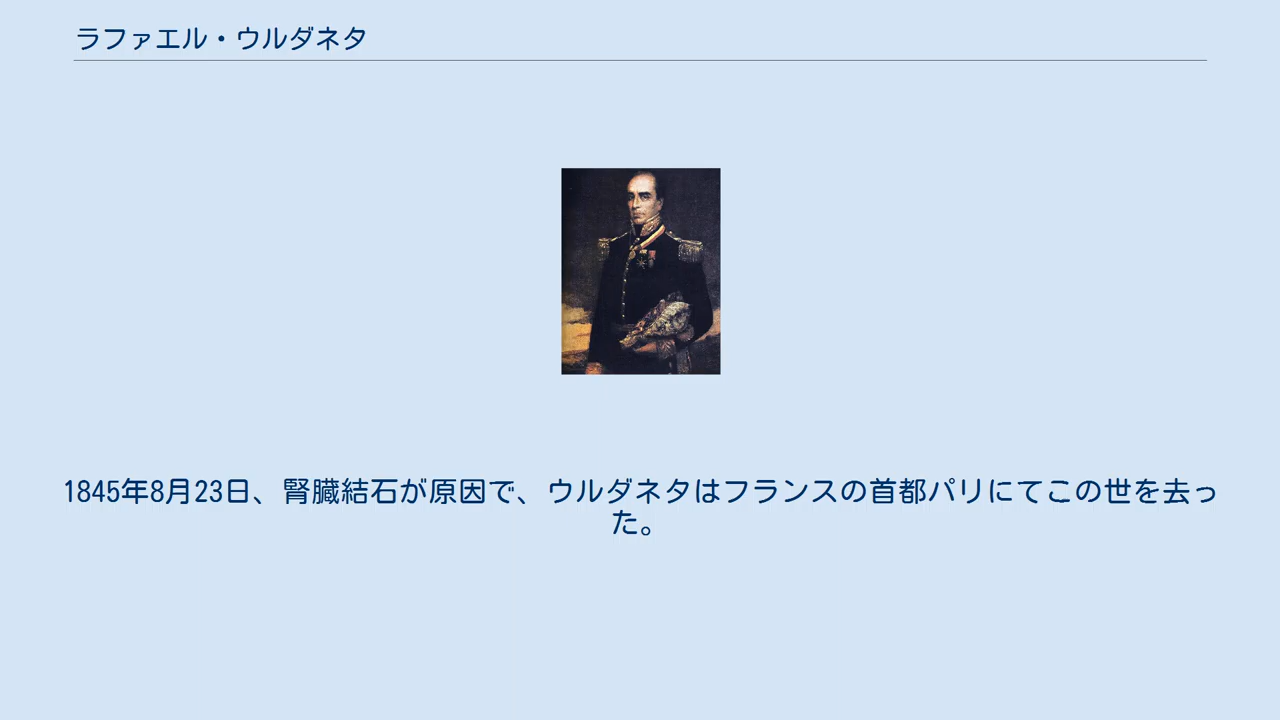 ラファエル・ウルダネタ
1845年8月23日、腎臓結石が原因で、ウルダネタはフランスの首都パリにてこの世を去っ
た。